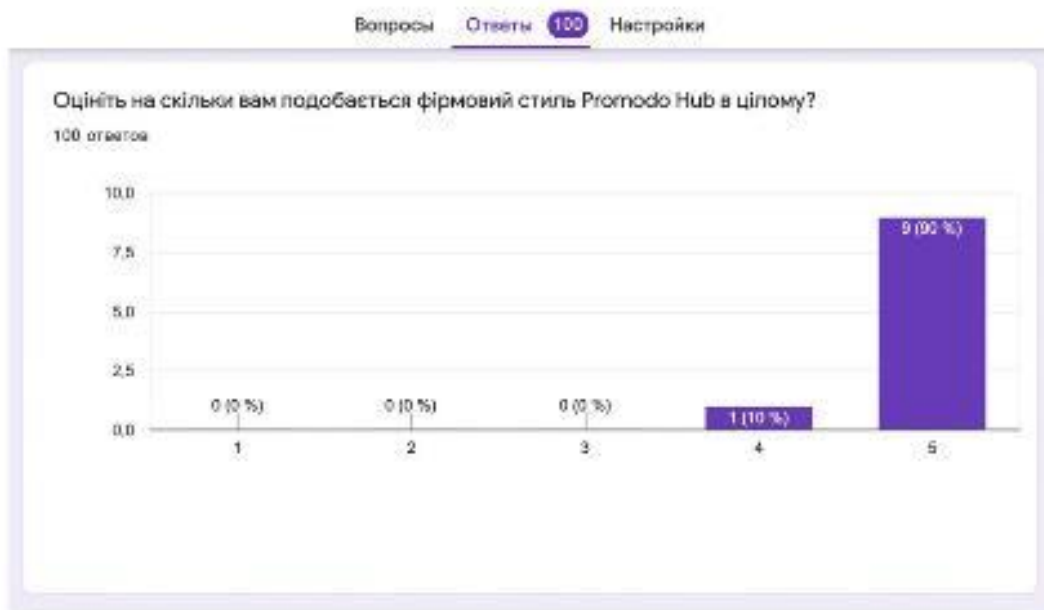 Вопросы Ответы 100 Настройки
Оцініть на скільки вам подобається фірмовий стиль Promodo Hub в цілому?
100 ответов
10,0
7,5
5,0
2,5
0,0
0 (0 %) 0 (0 %) 0 (0 %) 1 (10 %) 9 (90 %)
1 2 3 4 5